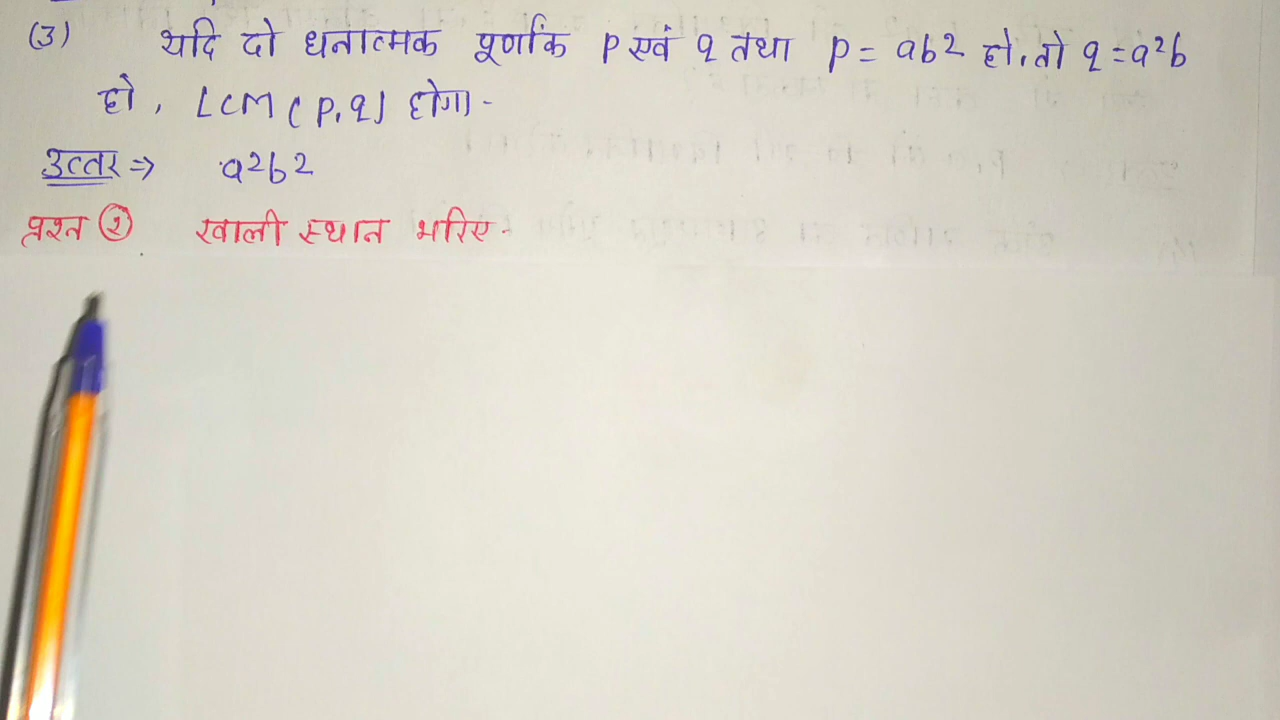 (3) यदि दो धनात्मक पूर्णांक P एवं q तथा p = ab² हो, तो q = a²b
हो, LCM (P, q) होगा-
उत्तर ⇒ a²b²
प्रश्न ② खाली स्थान भरिए-